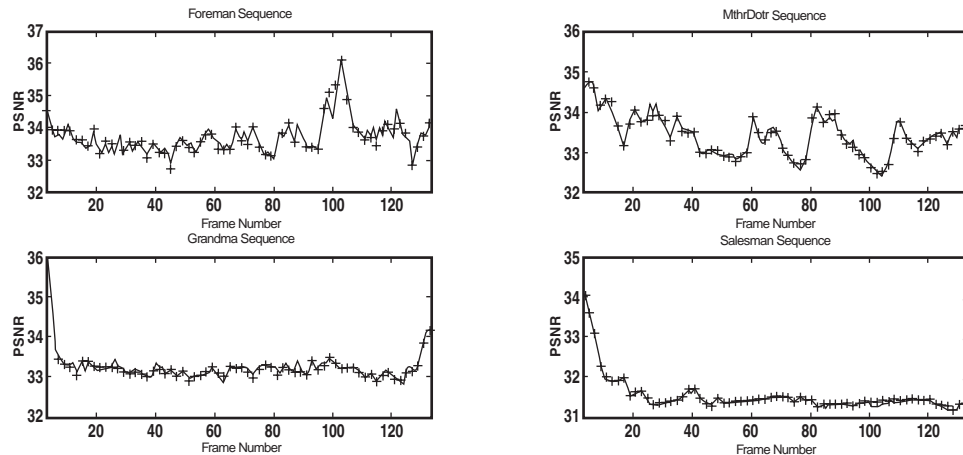 Foreman Sequence
37
36
35
34
33
32
PSNR
20 40 60 80 100 120
Frame Number
MthrDotr Sequence
36
35
34
33
32
PSNR
20 40 60 80 100 120
Frame Number
Grandma Sequence
36
35
34
33
32
PSNR
20 40 60 80 100 120
Frame Number
Salesman Sequence
35
34
33
32
31
PSNR
20 40 60 80 100 120
Frame Number